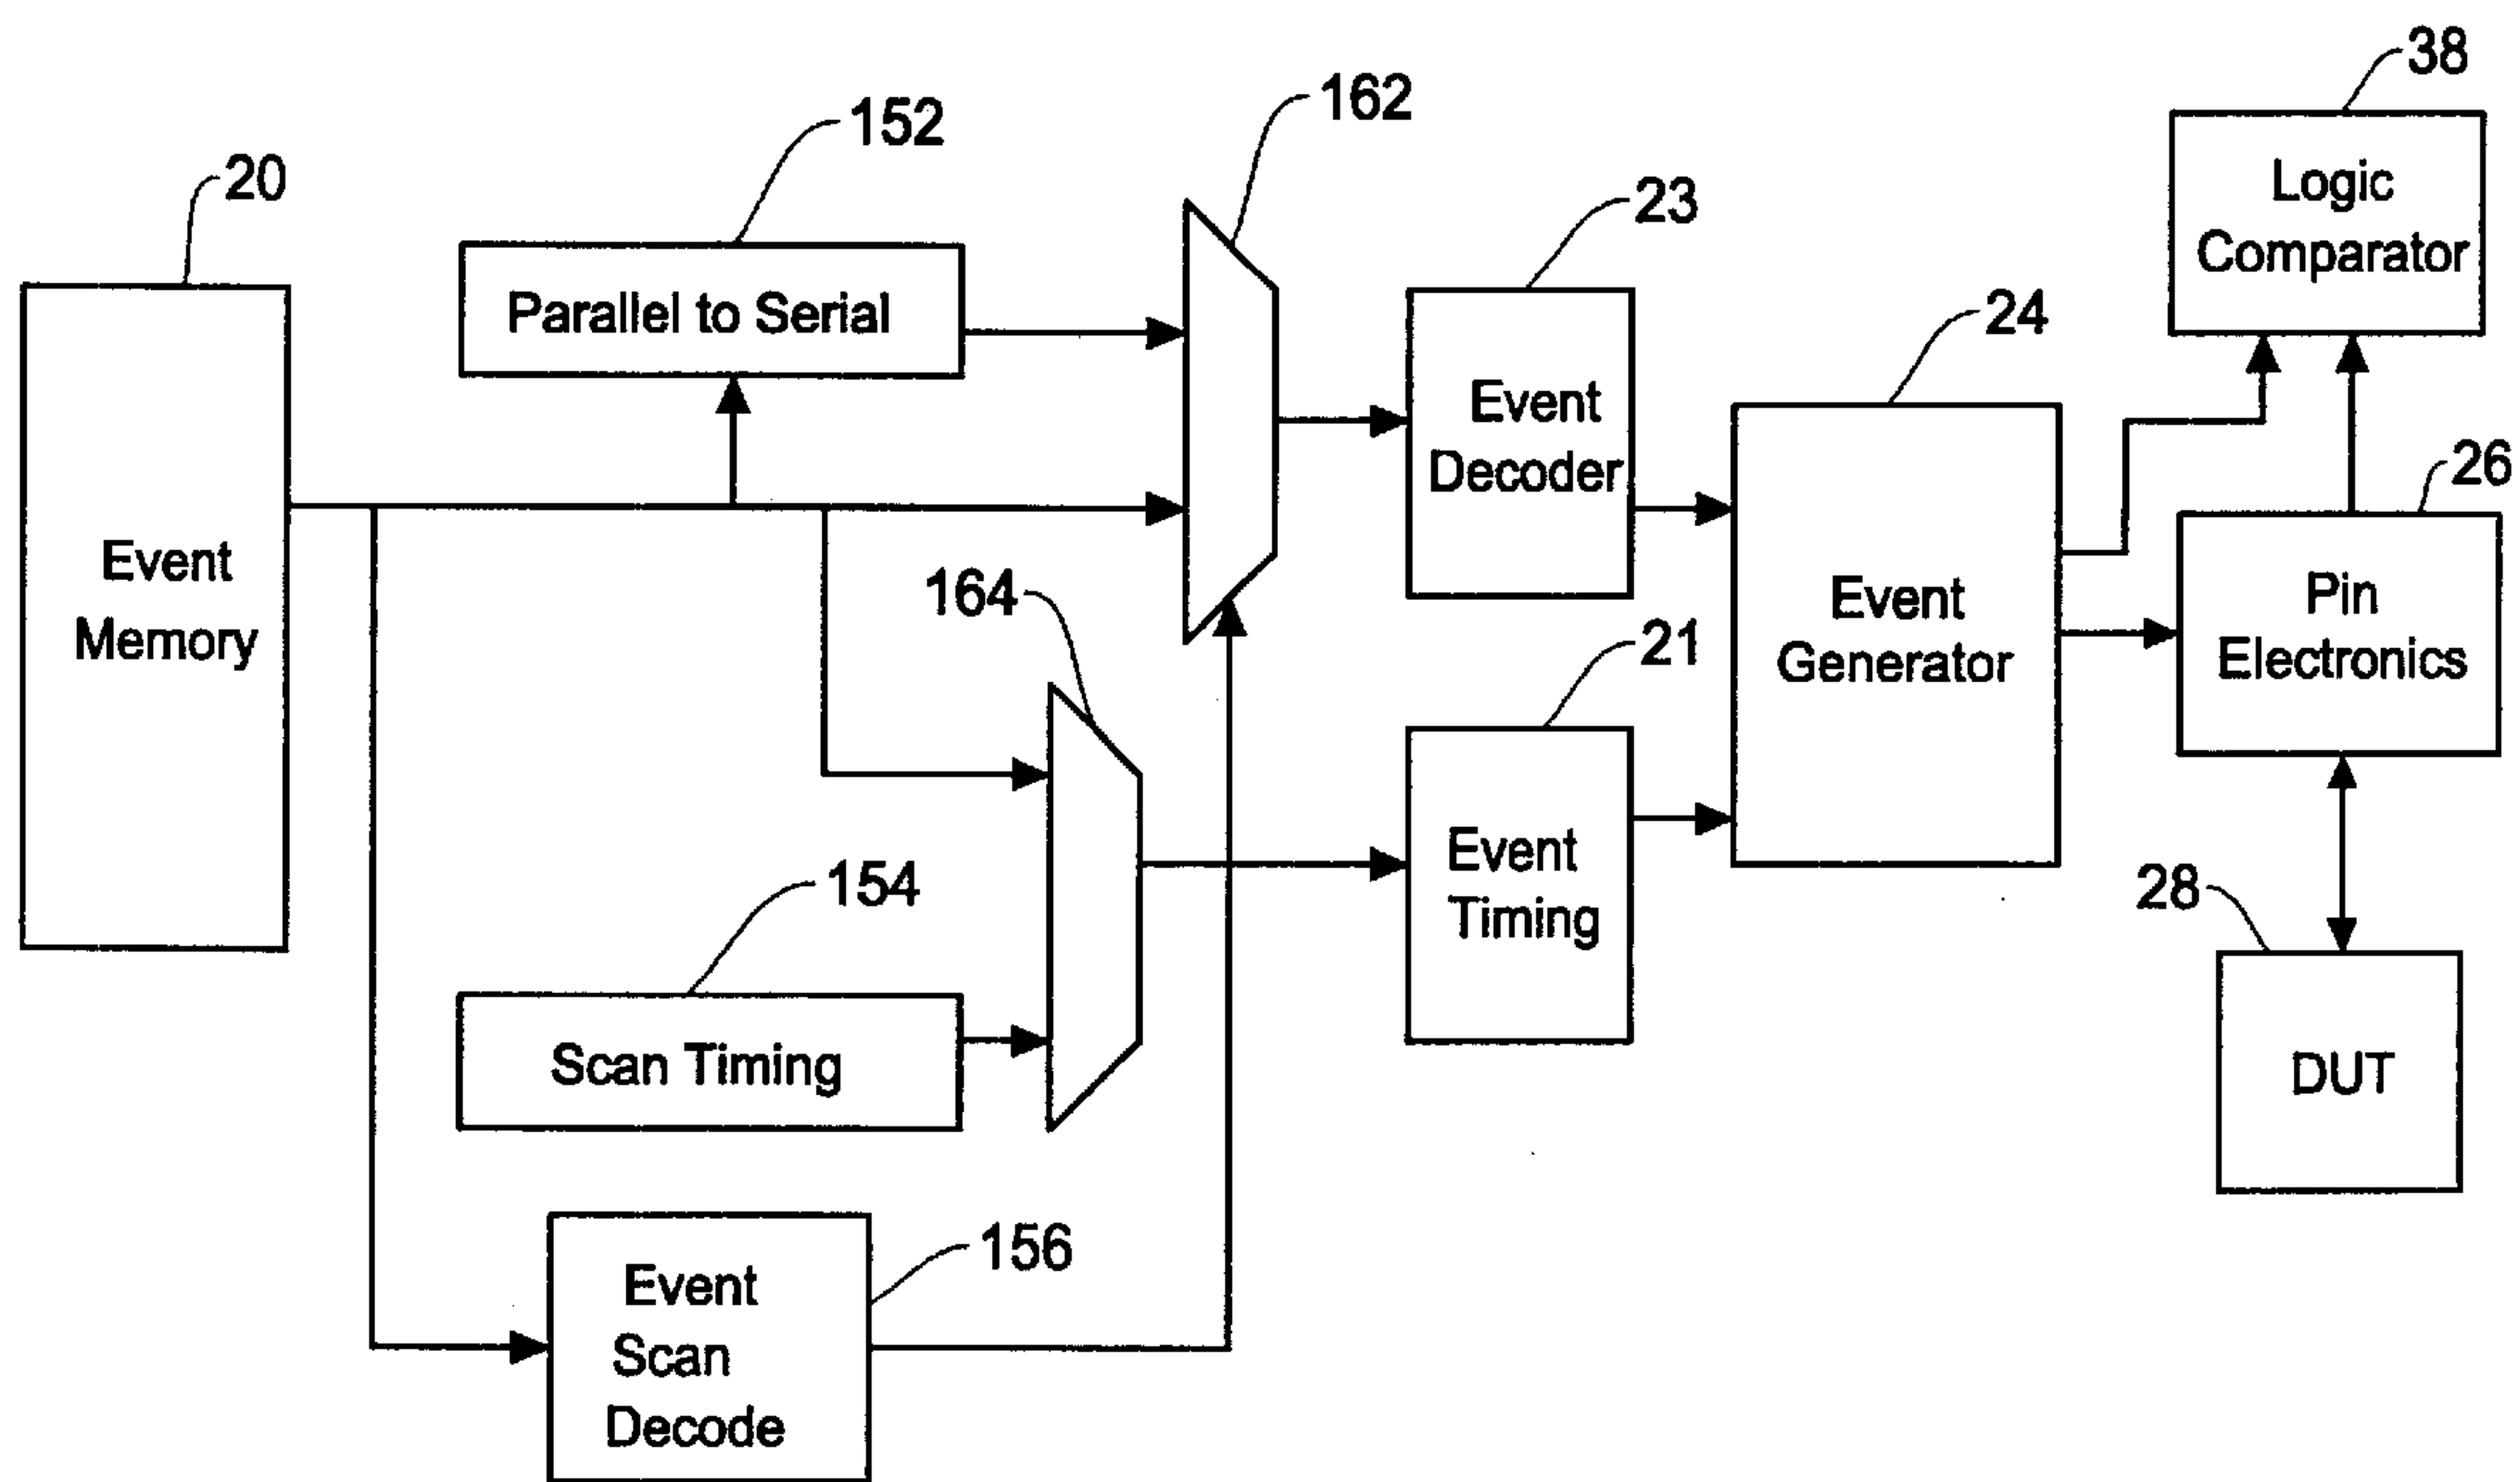 38
162
152
20
23
Logic
Comparator
Parallel to Serial
24
Event
Decoder
26
Event
Memory
164
Pin
Electronics
Event
Generator
21
154
Event
Timing
28
Scan Timing
DUT
156
Event
Scan
Decode